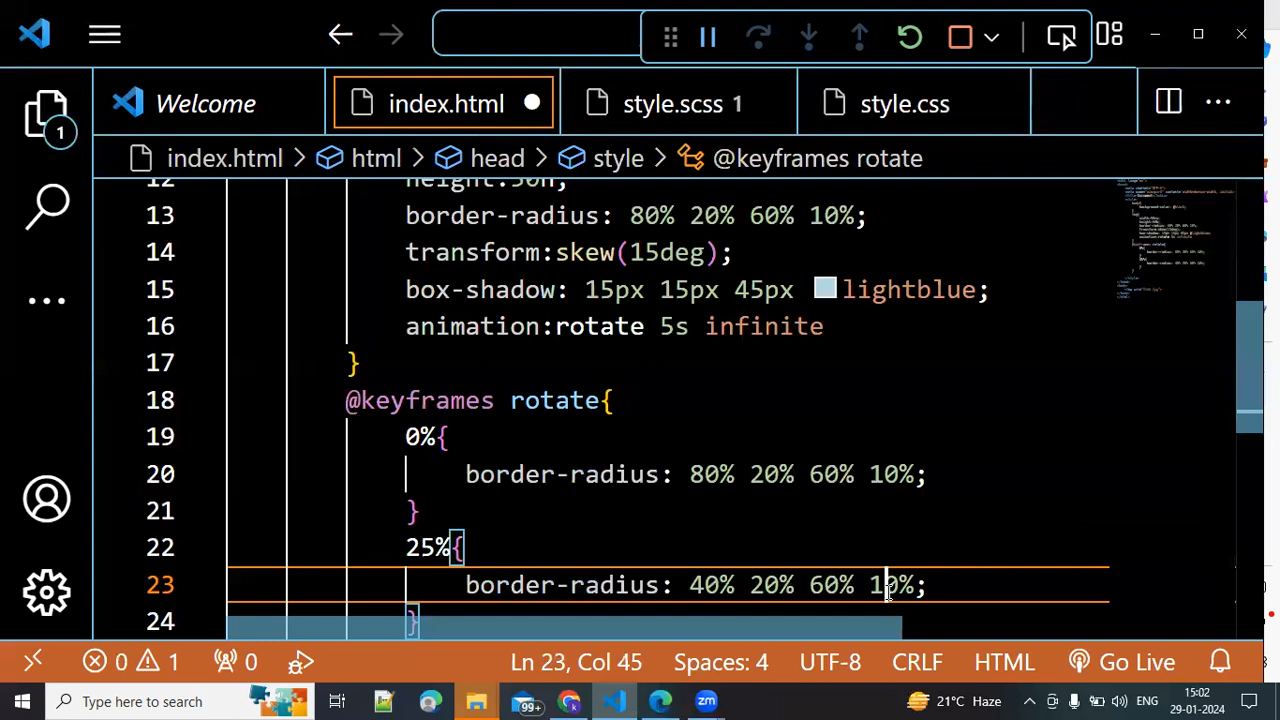 Welcome
index.html
style.scss 1
style.css
index.html > html > head > style > @keyframes rotate
1
12 height:50h;
13 border-radius: 80% 20% 60% 10%;
14 transform:skew(15deg);
15 box-shadow: 15px 15px 45px lightblue;
16 animation:rotate 5s infinite
17 }
18 @keyframes rotate{
19 0%{
20 border-radius: 80% 20% 60% 10%;
21 }
22 25%{
23 border-radius: 40% 20% 60% 10%;
24 }
0 1 0 Ln 23, Col 45 Spaces: 4 UTF-8 CRLF HTML Go Live
Type here to search
99+
21°C Haze
ENG
15:02
29-01-2024